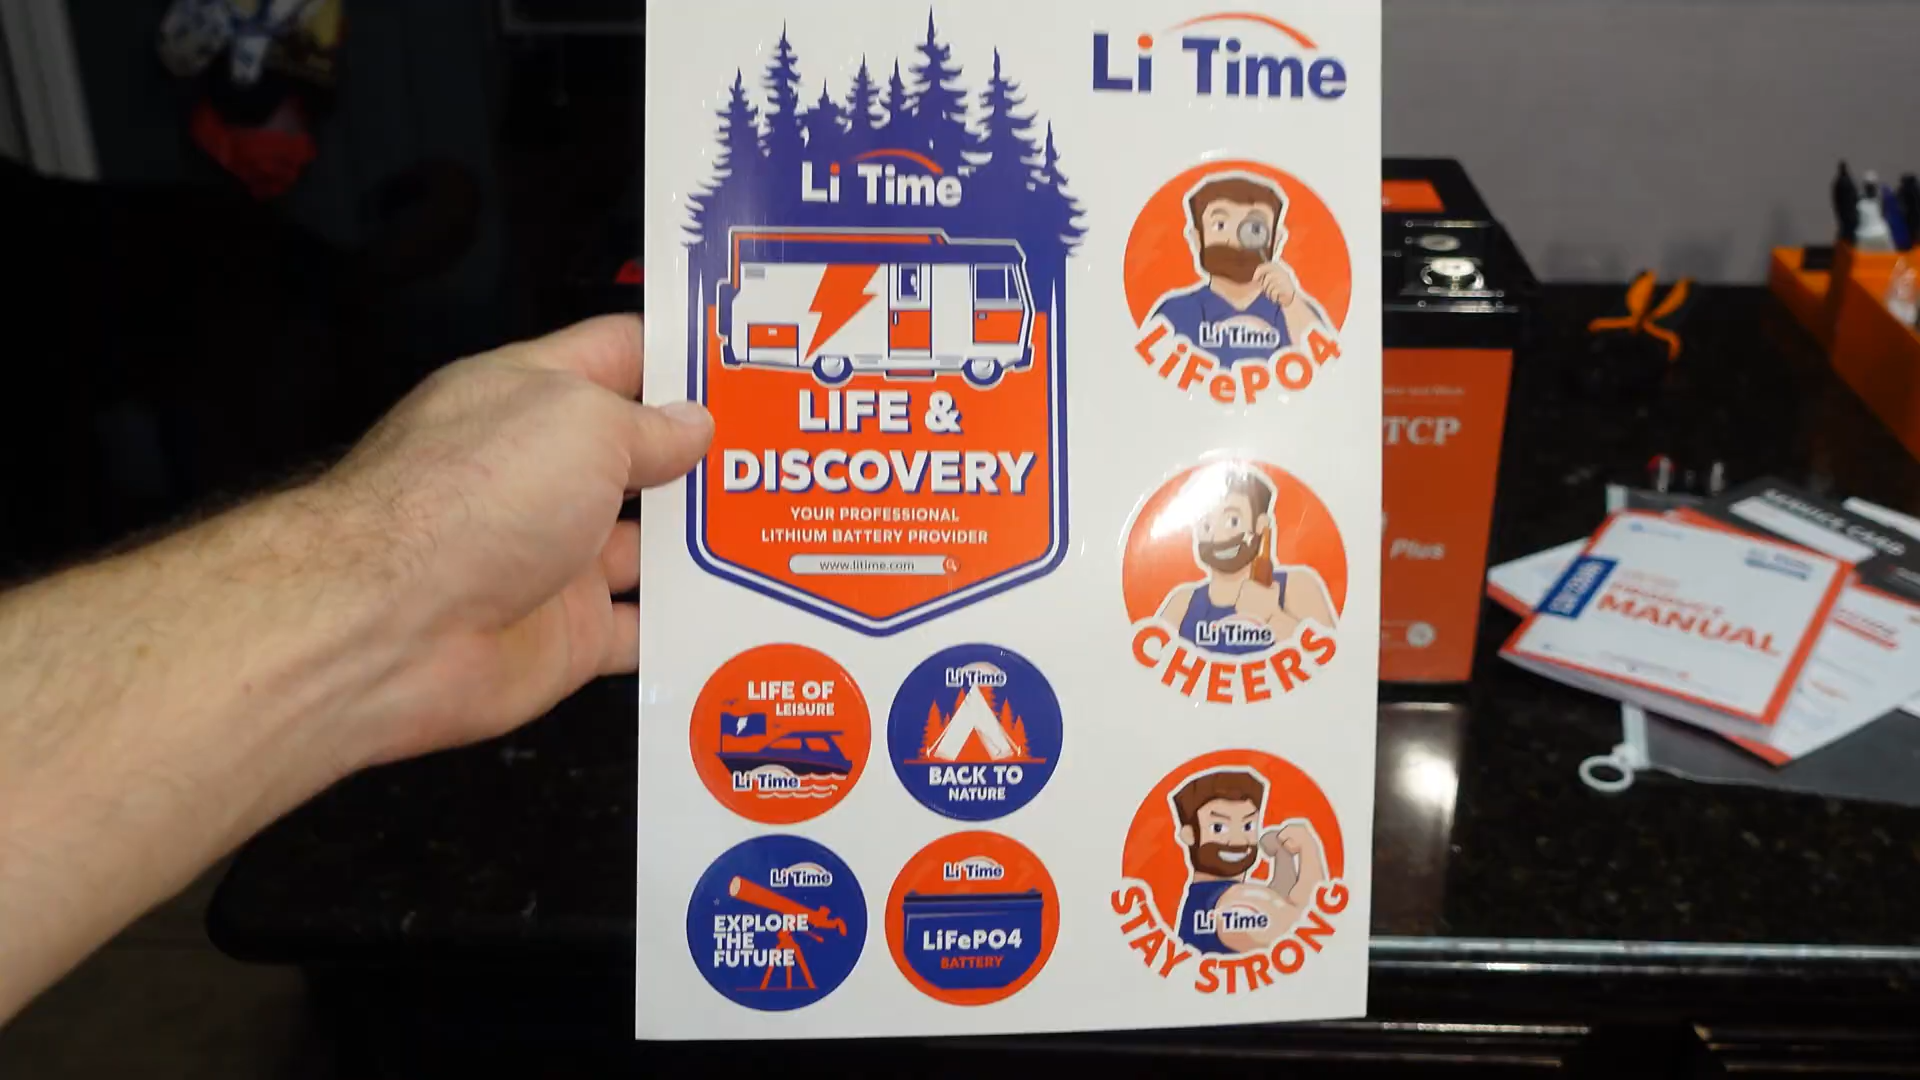 Li Time
Li Time
LIFE &
DISCOVERY
YOUR PROFESSIONAL
LITHIUM BATTERY PROVIDER
www.litime.com
Li Time
LiFePO4
Li Time
CHEERS
Li Time
STAY STRONG
LIFE OF
LEISURE
Li Time
Li Time
BACK TO
NATURE
Li Time
EXPLORE
THE
FUTURE
Li Time
LiFePO4
BATTERY
TCP
Plus
MANUAL